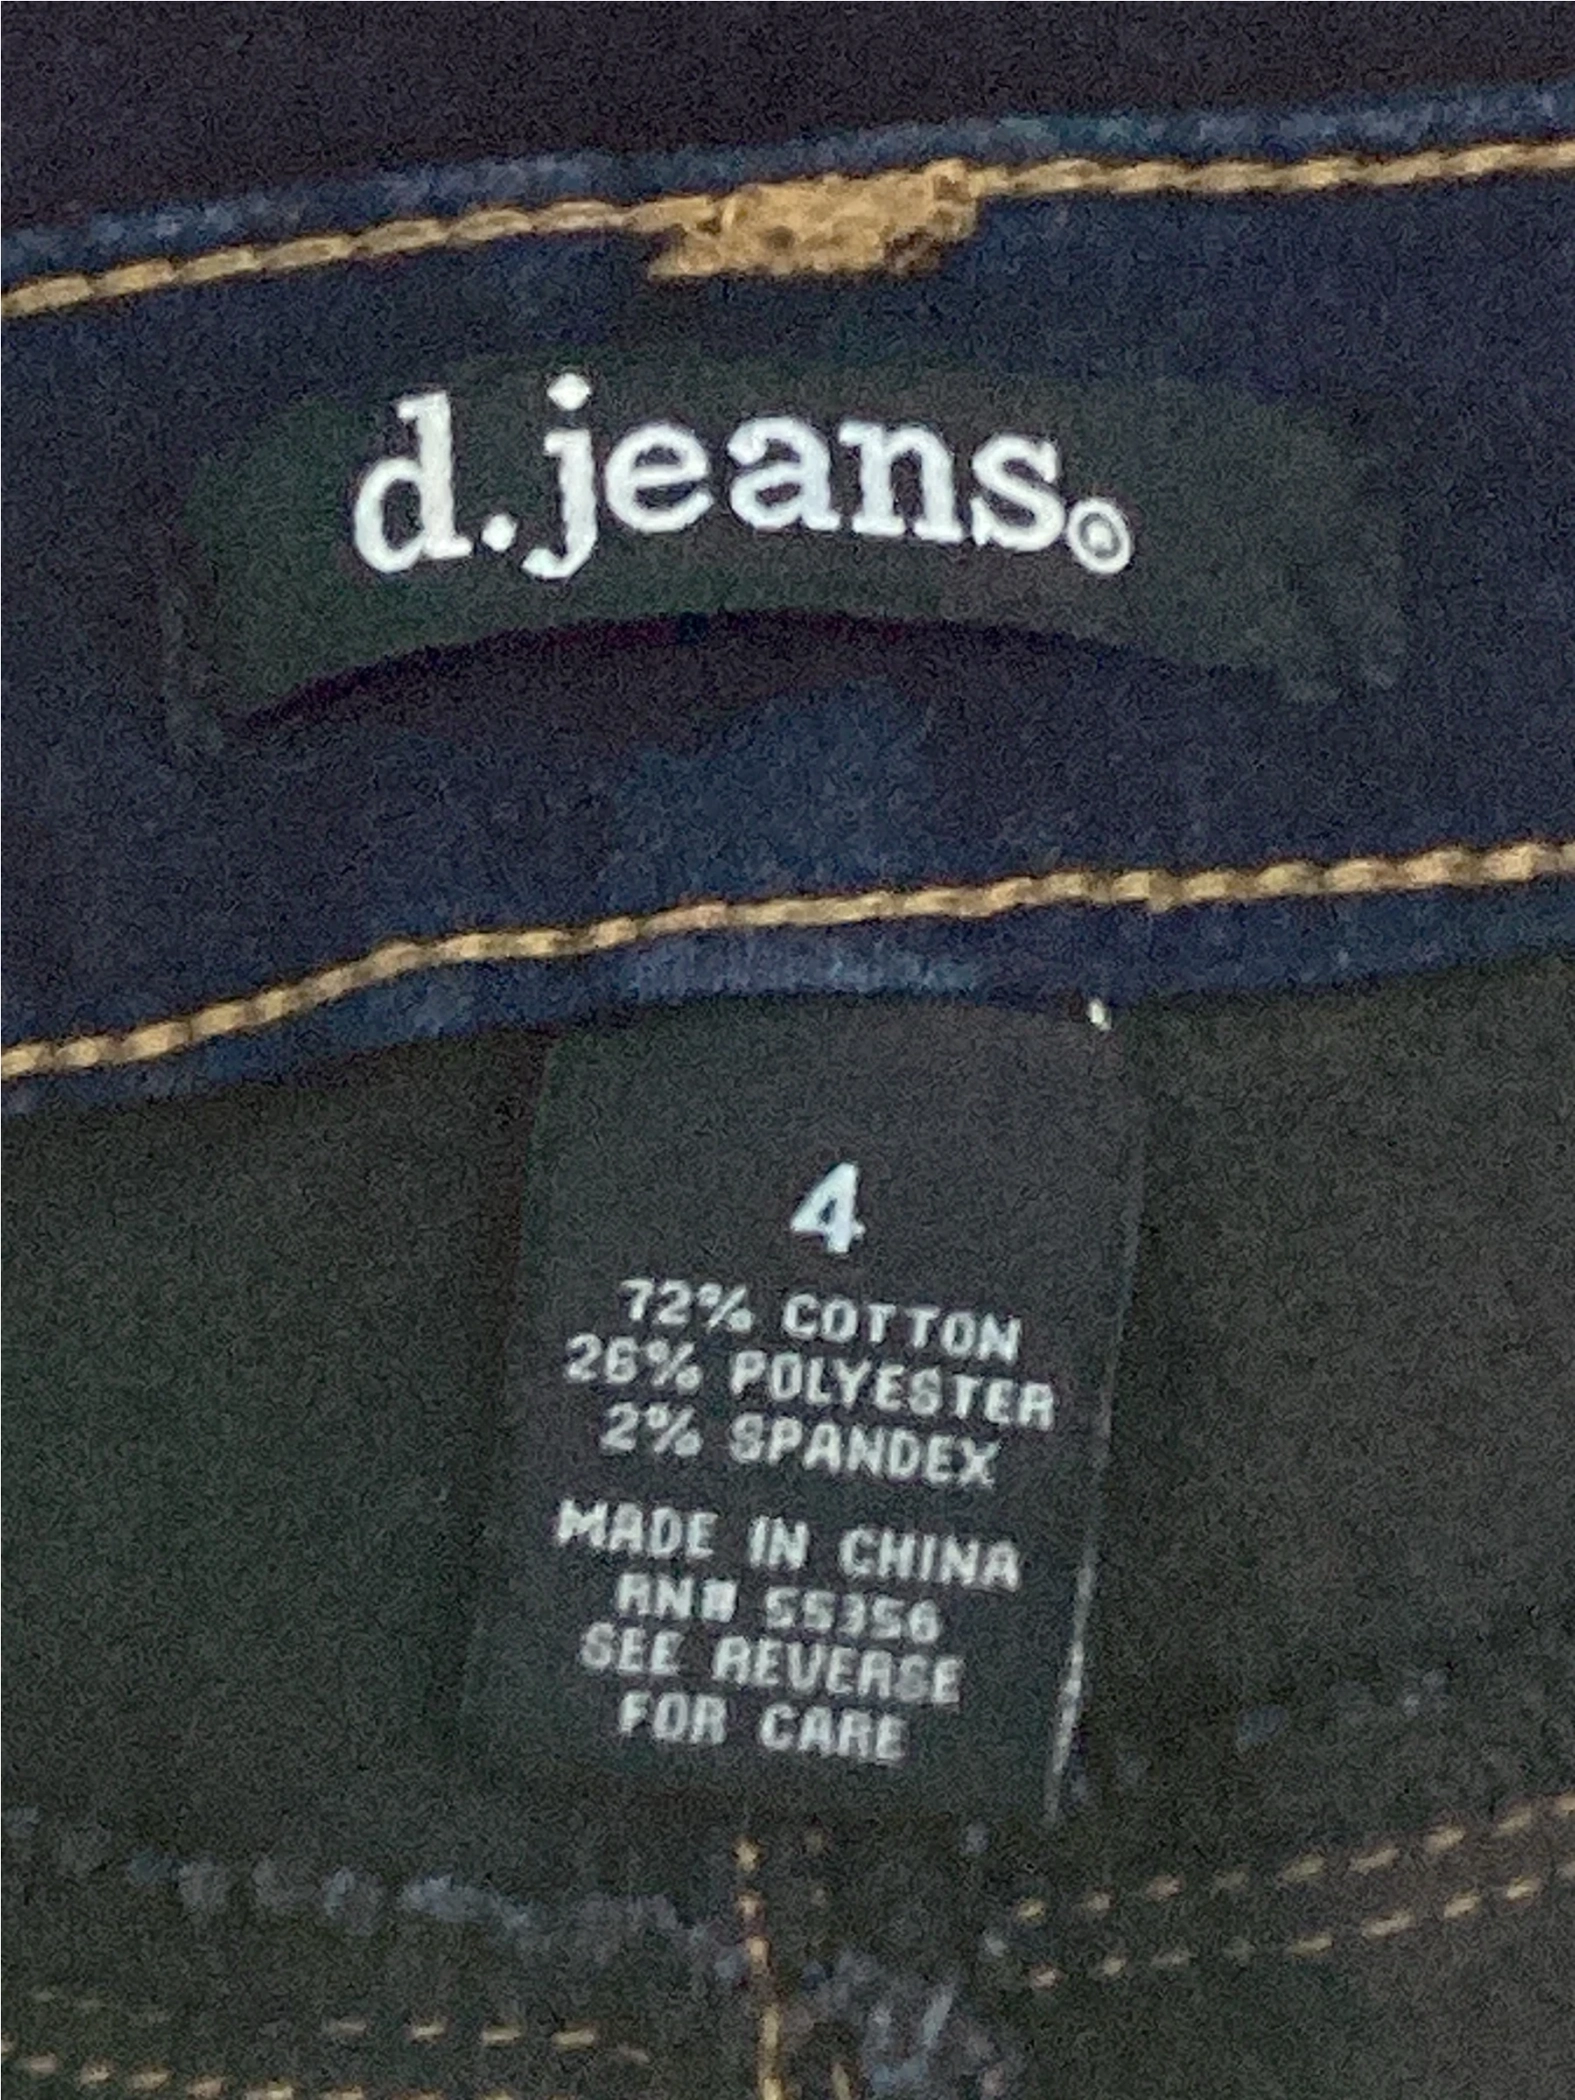 d.jeans®
4
72% COTTON
26% POLYESTER
2% SPANDEX
MADE IN CHINA
RN# 55356
SEE REVERSE
FOR CARE